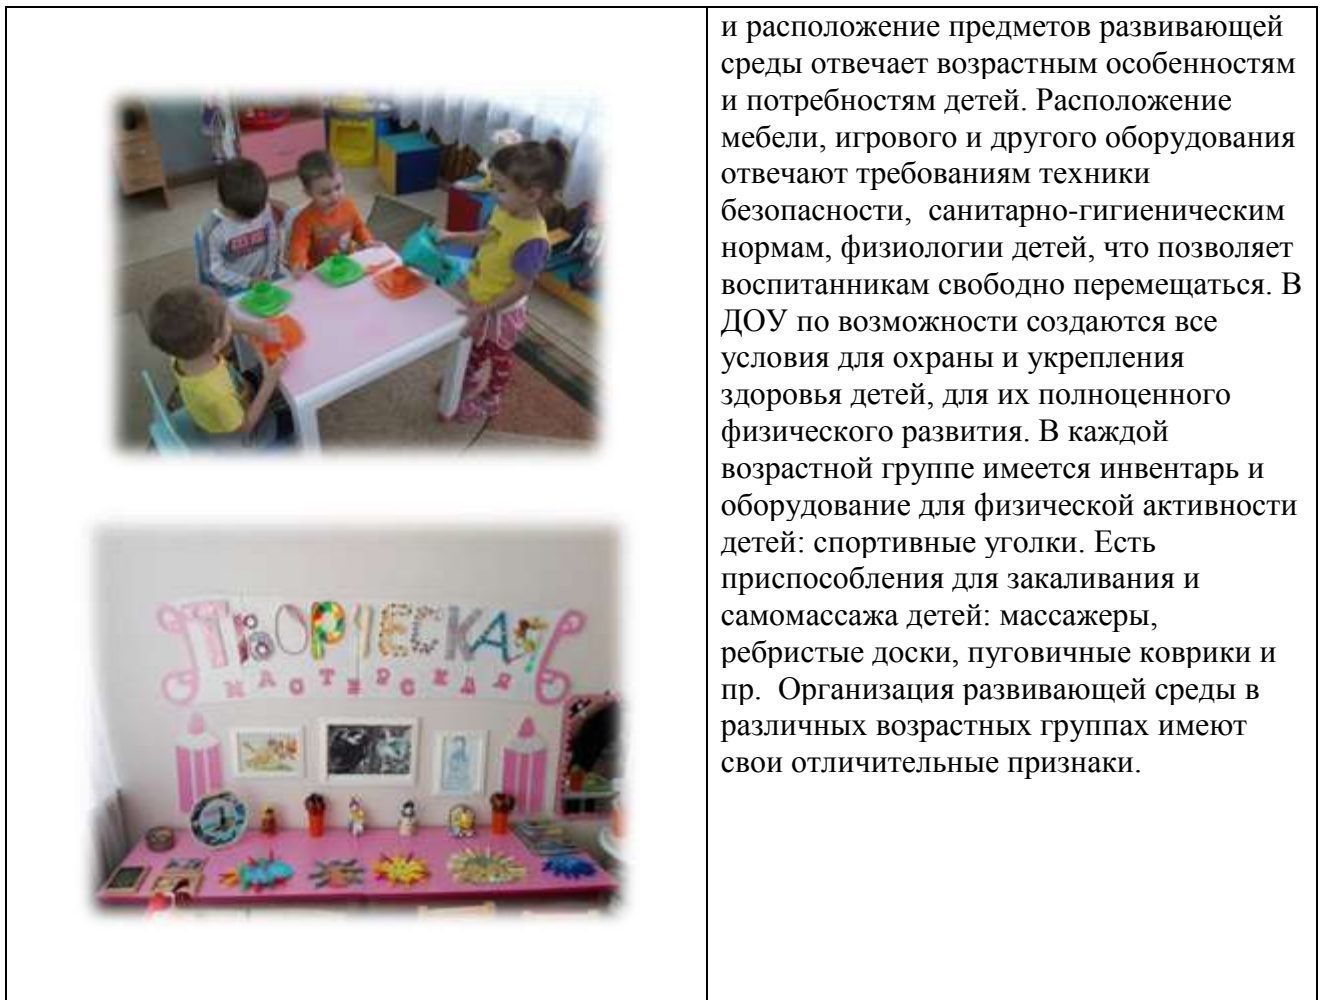 ТВОРЧЕСКАЯ
МАСТЕРСКАЯ
и расположение предметов развивающей
среды отвечает возрастным особенностям
и потребностям детей. Расположение
мебели, игрового и другого оборудования
отвечают требованиям техники
безопасности,  санитарно-гигиеническим
нормам, физиологии детей, что позволяет
воспитанникам свободно перемещаться. В
ДОУ по возможности создаются все
условия для охраны и укрепления
здоровья детей, для их полноценного
физического развития. В каждой
возрастной группе имеется инвентарь и
оборудование для физической активности
детей: спортивные уголки. Есть
приспособления для закаливания и
самомассажа детей: массажеры,
ребристые доски, пуговичные коврики и
пр.  Организация развивающей среды в
различных возрастных группах имеют
свои отличительные признаки.